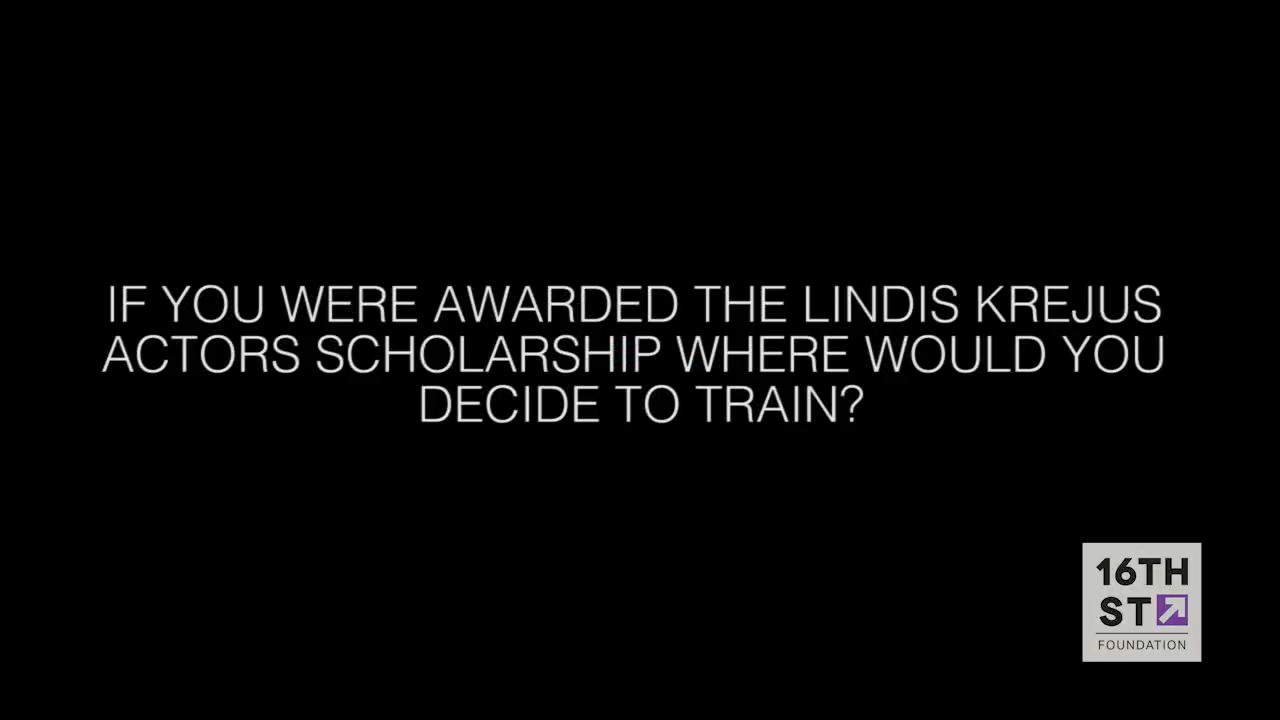 IF YOU WERE AWARDED THE LINDIS KREJUS
ACTORS SCHOLARSHIP WHERE WOULD YOU
DECIDE TO TRAIN?
16TH
ST
FOUNDATION